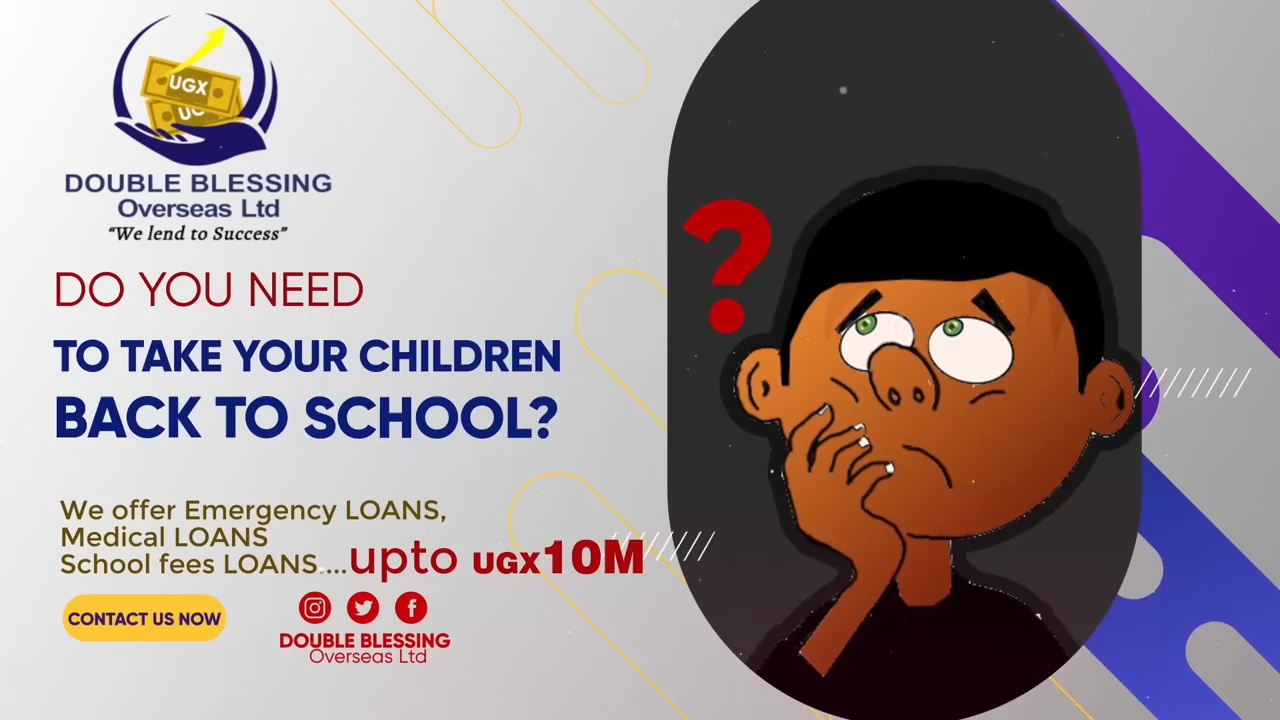 UGX
DOUBLE BLESSING
Overseas Ltd
“We lend to Success”
DO YOU NEED
TO TAKE YOUR CHILDREN
BACK TO SCHOOL?
?
We offer Emergency LOANS,
Medical LOANS
School fees LOANS ...upto UGX10M
CONTACT US NOW
DOUBLE BLESSING
Overseas Ltd